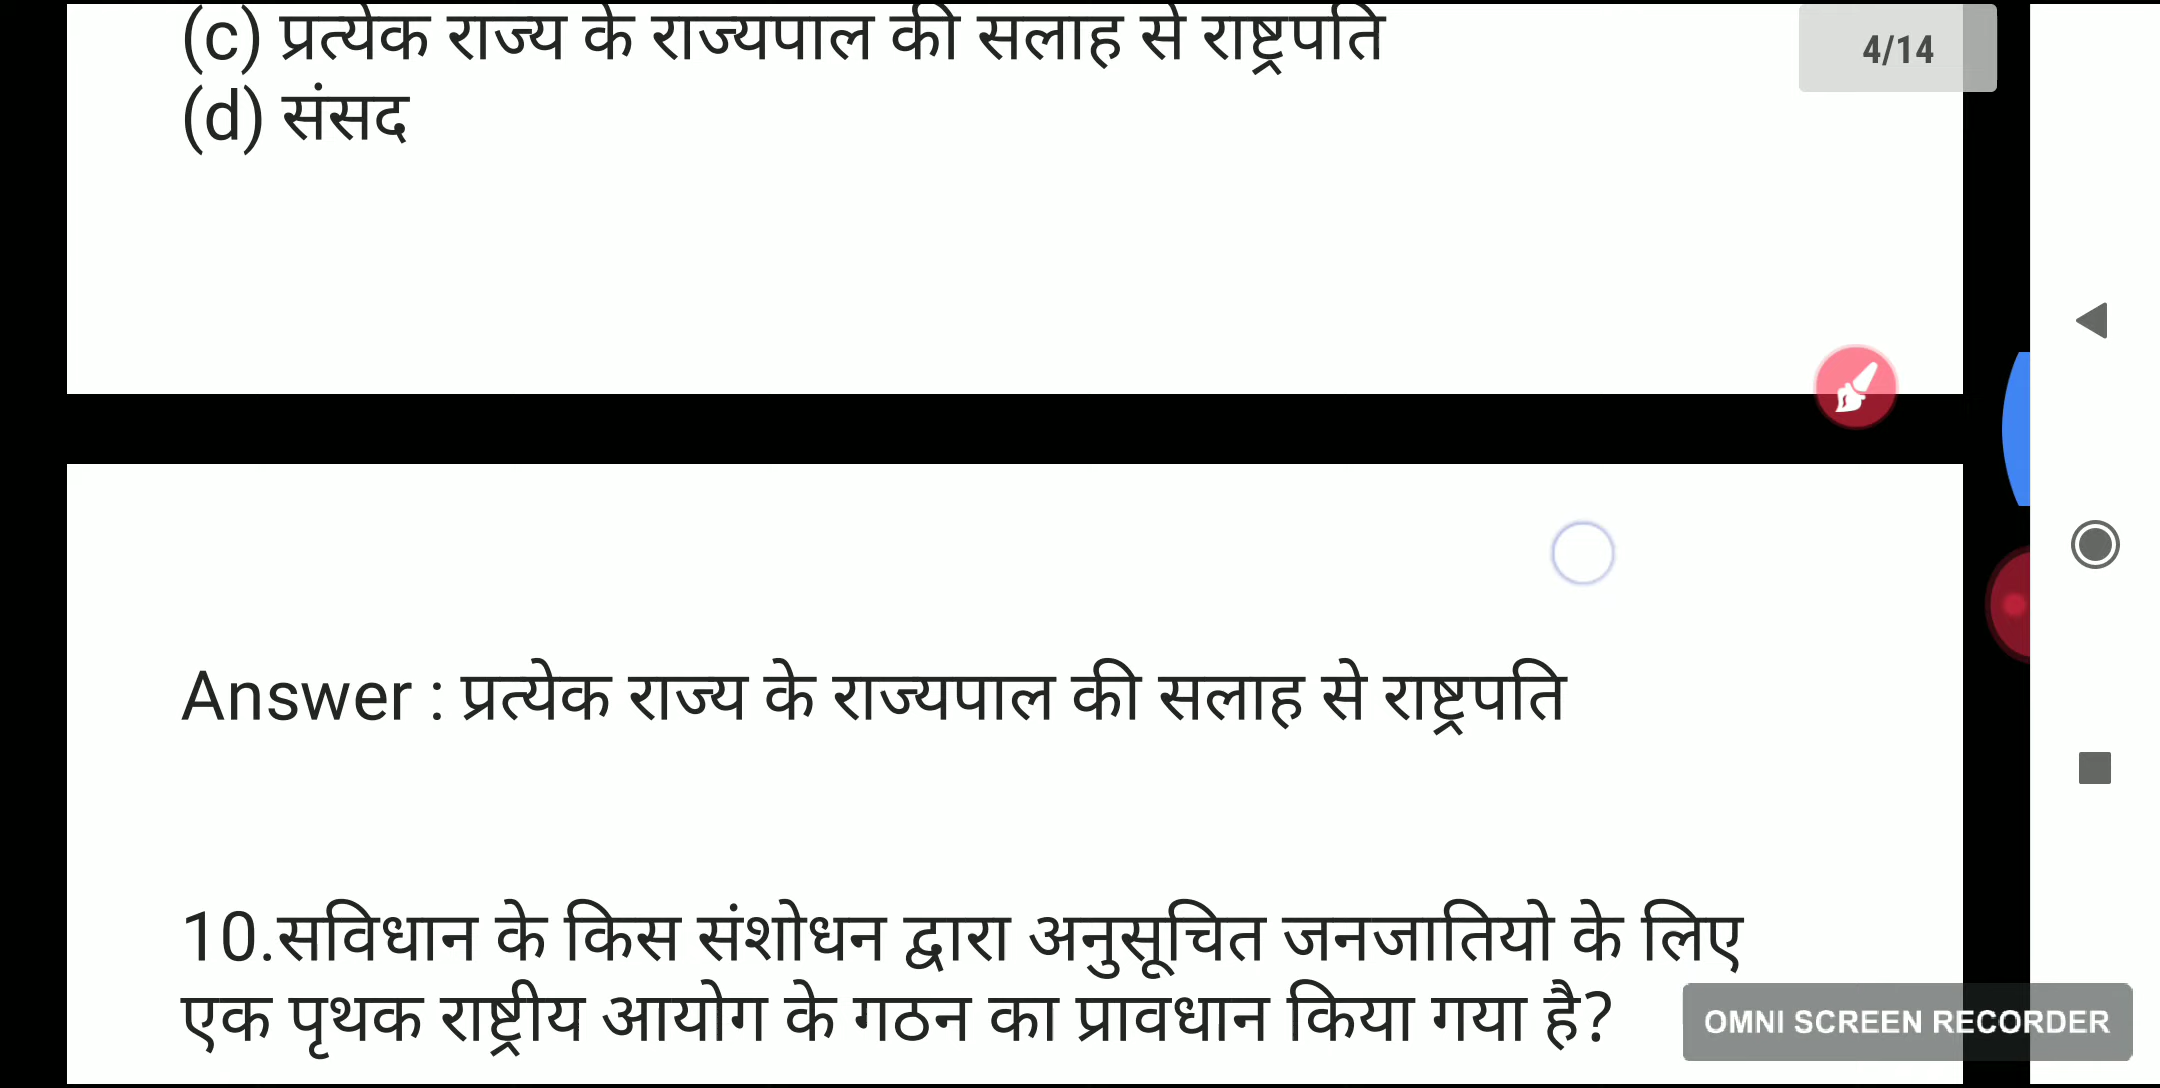 (c) प्रत्येक राज्य के राज्यपाल की सलाह से राष्ट्रपति
4/14
(d) संसद
Answer : प्रत्येक राज्य के राज्यपाल की सलाह से राष्ट्रपति
10.सविधान के किस संशोधन द्वारा अनुसूचित जनजातियो के लिए
एक पृथक राष्ट्रीय आयोग के गठन का प्रावधान किया गया है?
OMNI SCREEN RECORDER